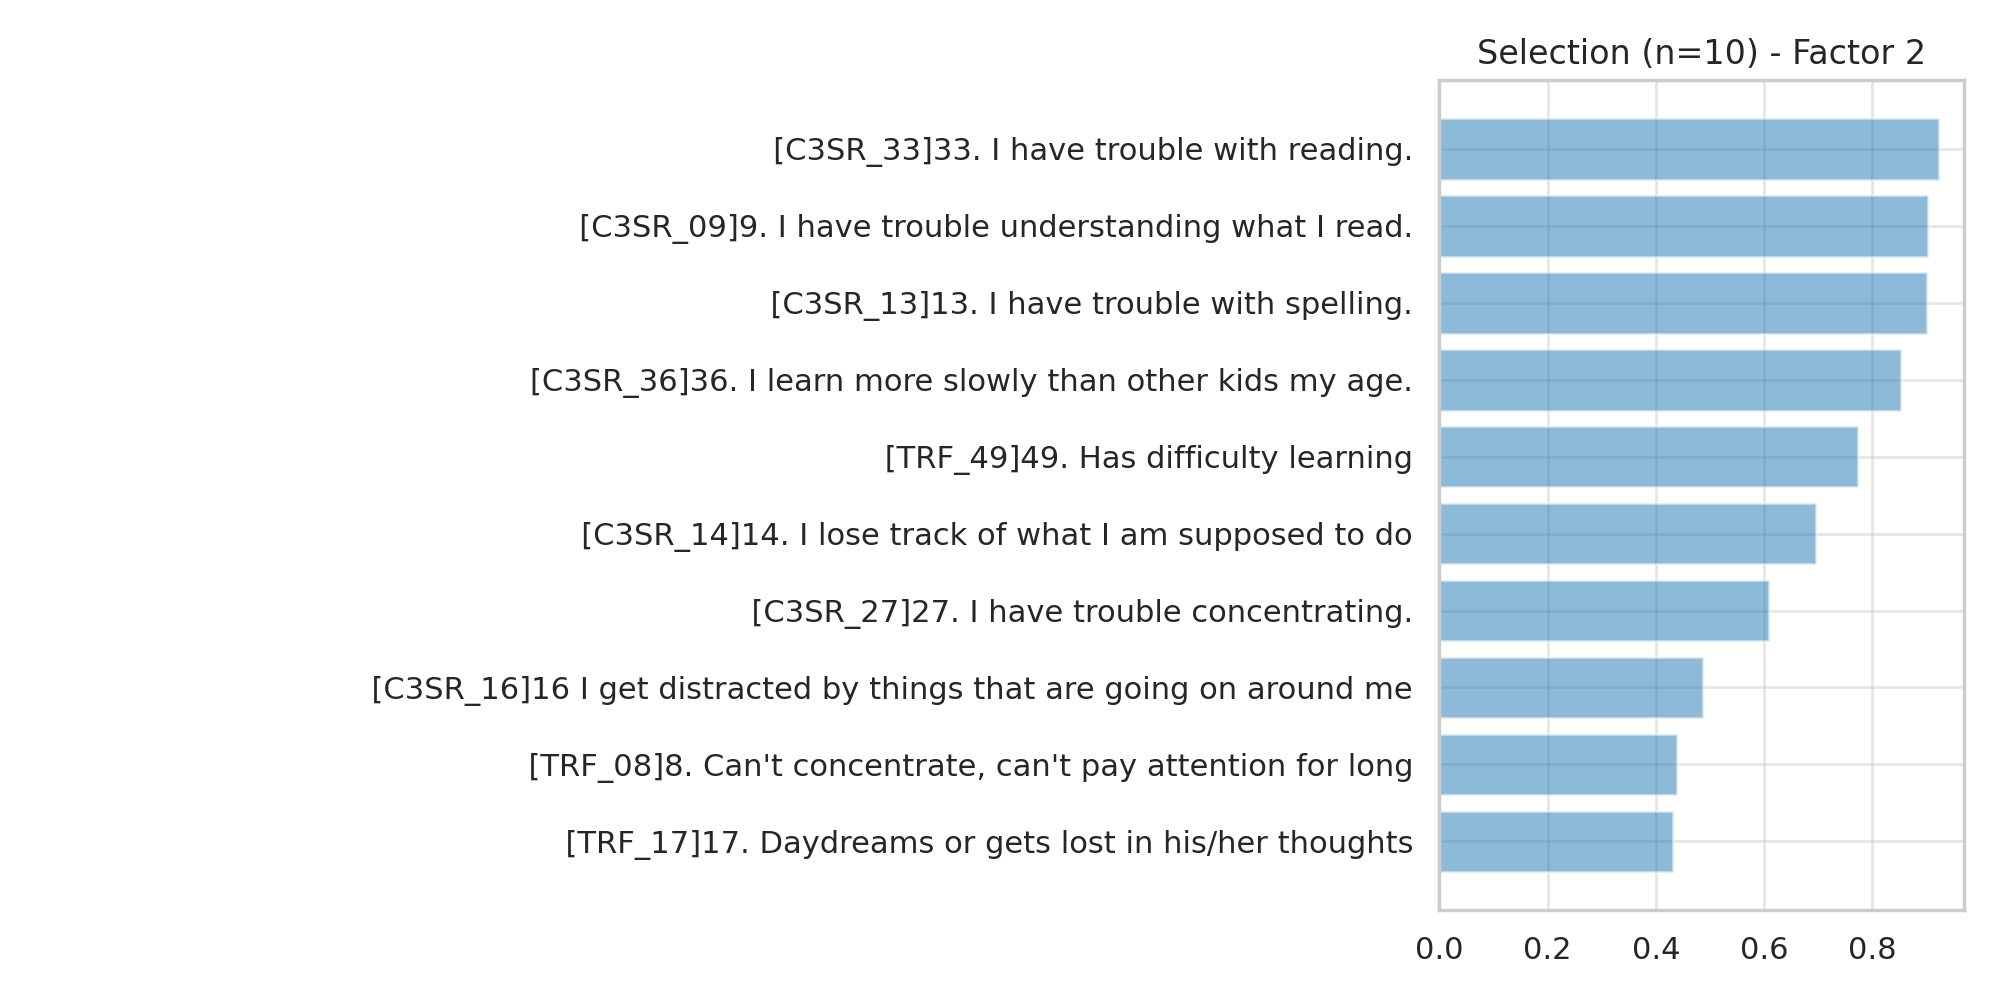 Selection (n=10) - Factor 2
[C3SR_33]33. I have trouble with reading.
[C3SR_09]9. I have trouble understanding what I read.
[C3SR_13]13. I have trouble with spelling.
[C3SR_36]36. I learn more slowly than other kids my age.
[TRF_49]49. Has difficulty learning
[C3SR_14]14. I lose track of what I am supposed to do
[C3SR_27]27. I have trouble concentrating.
[C3SR_16]16 I get distracted by things that are going on around me
[TRF_08]8. Can't concentrate, can't pay attention for long
[TRF_17]17. Daydreams or gets lost in his/her thoughts
0.0 0.2 0.4 0.6 0.8